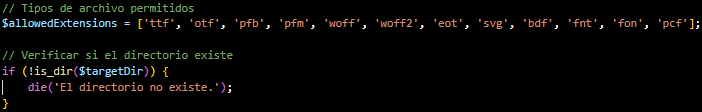 // Tipos de archivo permitidos
$allowedExtensions = ['ttf', 'otf', 'pfb', 'pfm', 'woff', 'woff2', 'eot', 'svg', 'bdf', 'fnt', 'fon', 'pcf'];
// Verificar si el directorio existe
if (!is_dir($targetDir)) {
    die('El directorio no existe.');
}